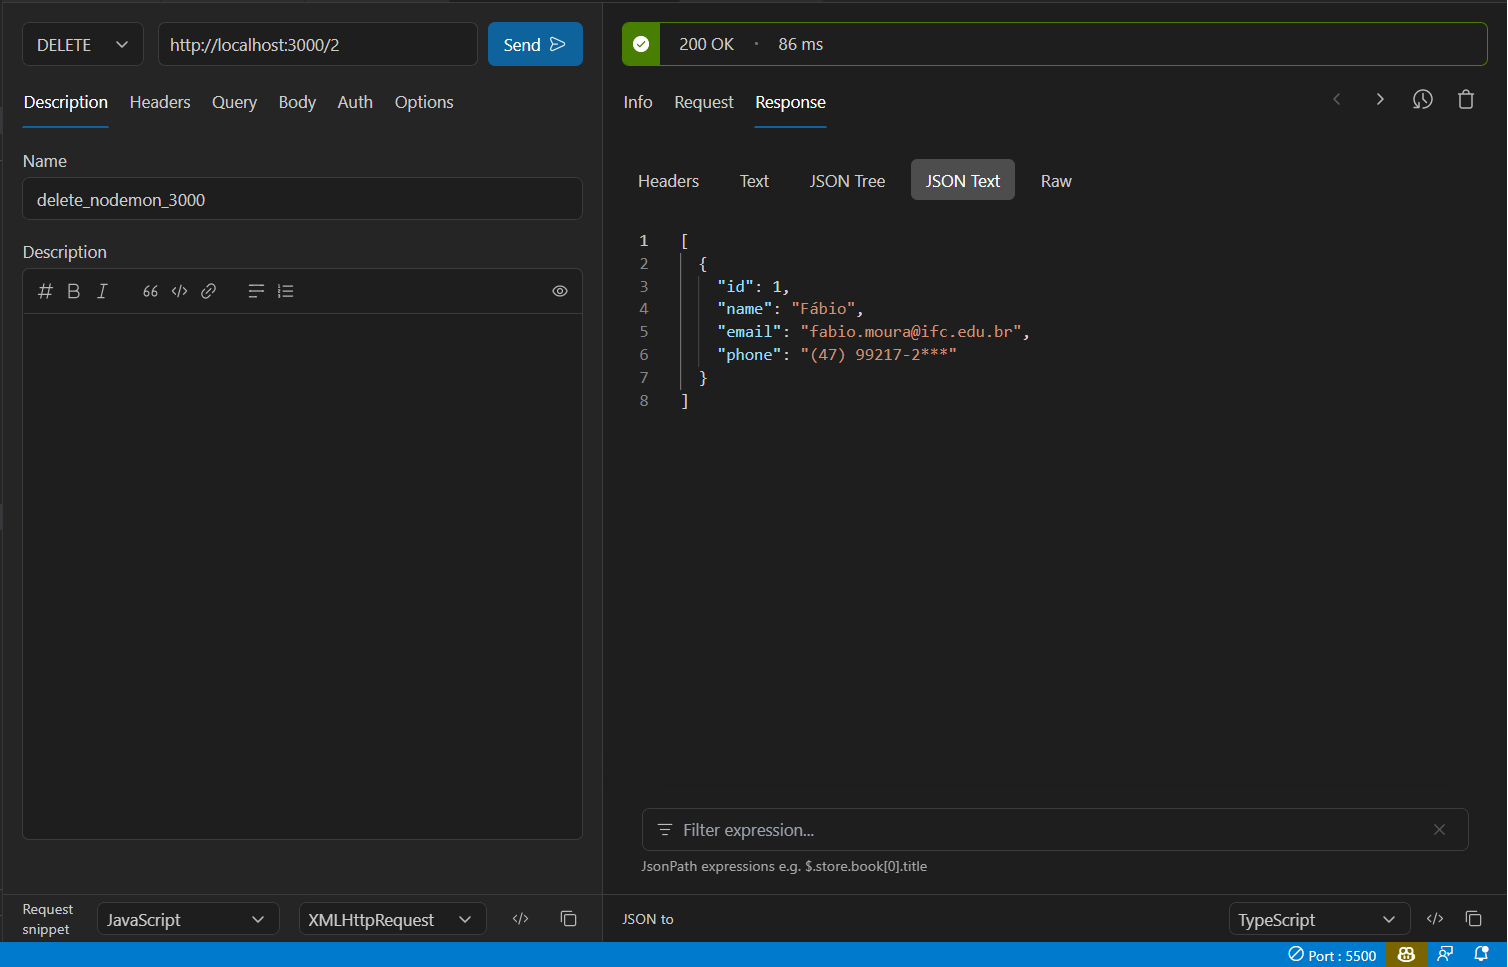 DELETE
http://localhost:3000/2
Send
Description Headers Query Body Auth Options
Name
delete_nodemon_3000
Description
Request
snippet
JavaScript
XMLHttpRequest
200 OK · 86 ms
Info Request Response
Headers Text JSON Tree JSON Text Raw
1 [
2 {
3 "id": 1,
4 "name": "Fábio",
5 "email": "fabio.moura@ifc.edu.br",
6 "phone": "(47) 99217-2***"
7 }
8 ]
Filter expression...
JsonPath expressions e.g. $.store.book[0].title
JSON to
TypeScript
Port : 5500